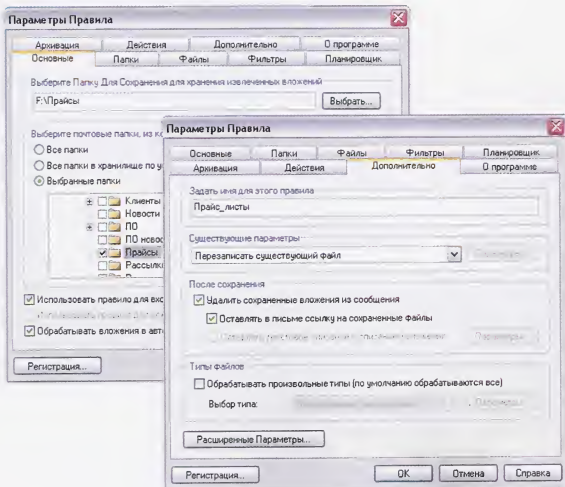 Параметры Правила
Архивация Действия Дополнительно О программе
Основные Папки Файлы Фильтры Планировщик
Выберите Папку Для Сохранения для хранения извлеченных вложений
F:\Прайсы
Выбрать...
Выберите почтовые папки, из ко
Все папки
Все папки в хранилище по у
Выбранные папки
Клиенты
Новости
ПО
ПО новос
Прайсы
Рассылк
Использовать правило для вхо
Обрабатывать вложения в авт
Регистрация...
Параметры Правила
Основные Папки Файлы Фильтры Планировщик
Архивация Действия Дополнительно О программе
Задать имя для этого правила
Прайс_листы
Существующие параметры
Перезаписать существующий файл
После сохранения
Удалить сохраненные вложения из сообщения
Оставлять в письме ссылку на сохраненные файлы
Типы файлов
Обрабатывать произвольные типы (по умолчанию обрабатываются все)
Выбор типа:
Расширенные Параметры...
Регистрация...
OK Отмена Справка